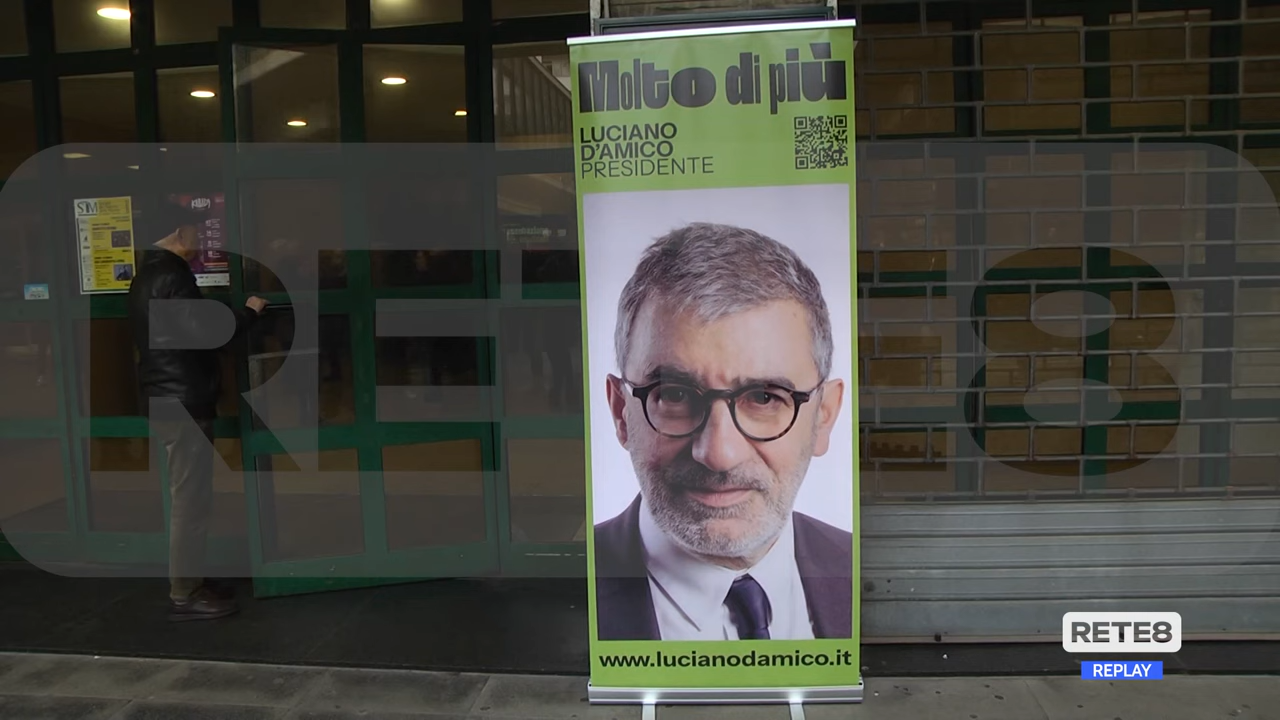 Molto di più
LUCIANO
D'AMICO
PRESIDENTE
www.lucianodamico.it
RETE8
RETE8
REPLAY